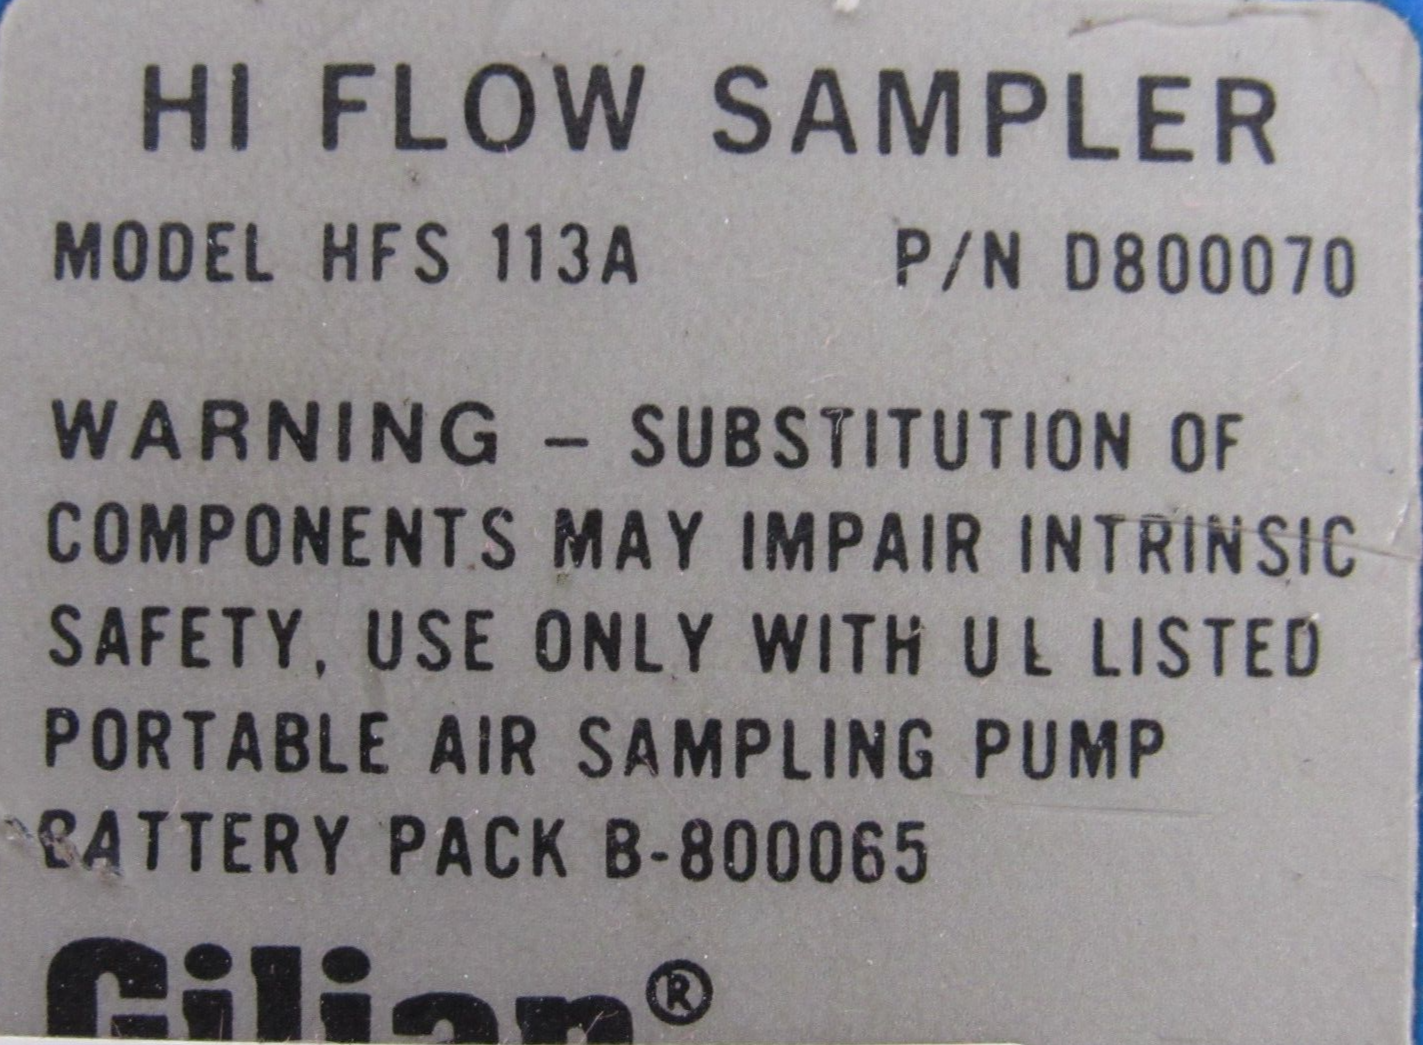 HI FLOW SAMPLER
MODEL HFS 113A P/N D800070
WARNING – SUBSTITUTION OF
COMPONENTS MAY IMPAIR INTRINSIC
SAFETY, USE ONLY WITH UL LISTED
PORTABLE AIR SAMPLING PUMP
BATTERY PACK B-800065
Gilian®